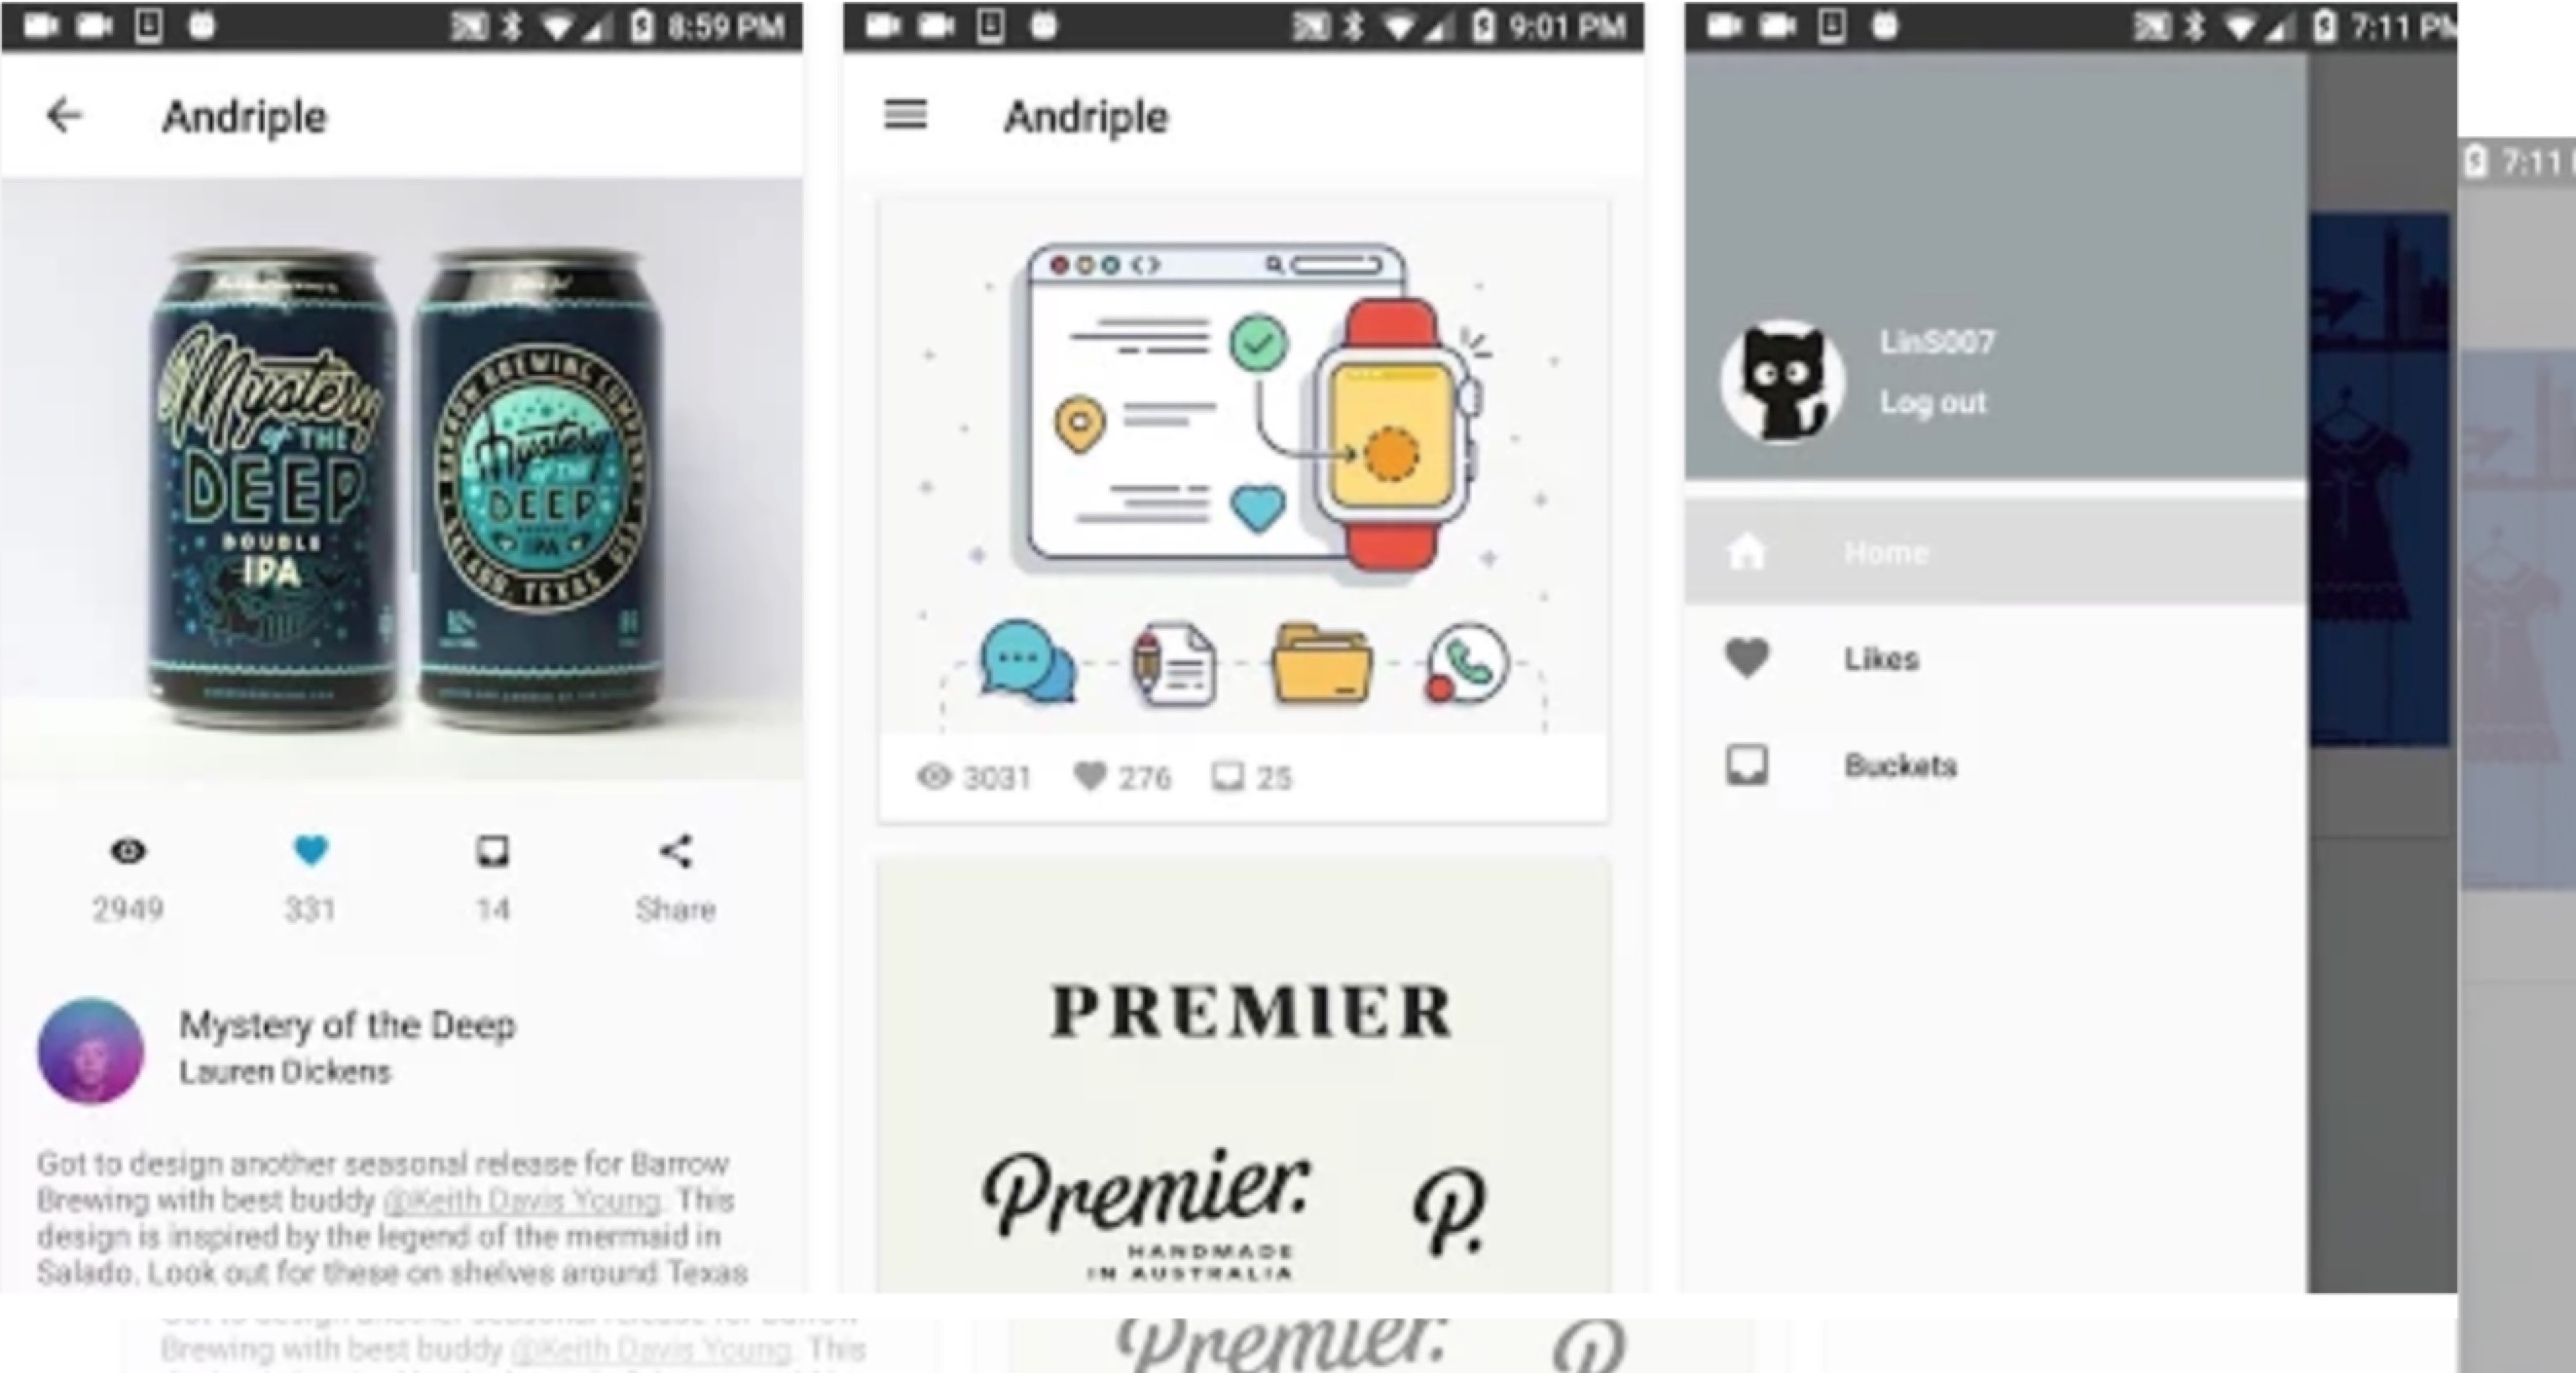 8:59 PM
Andriple
Mystery
of THE
DEEP
DOUBLE
IPA
BREWING COMPANY
Mystery
of the
DEEP
IPA
SALADO, TEXAS
2949
331
14
Share
Mystery of the Deep
Lauren Dickens
Got to design another seasonal release for Barrow
Brewing with best buddy @Keith Davis Young. This
design is inspired by the legend of the mermaid in
Salado. Look out for these on shelves around Texas
9:01 PM
Andriple
3031
276
25
PREMIER
Premier.
P.
HANDMADE
IN AUSTRALIA
7:11 PM
LinS007
Log out
Home
Likes
Buckets
7:11
Brewing with best buddy @Keith Davis Young. This
Premier.
P